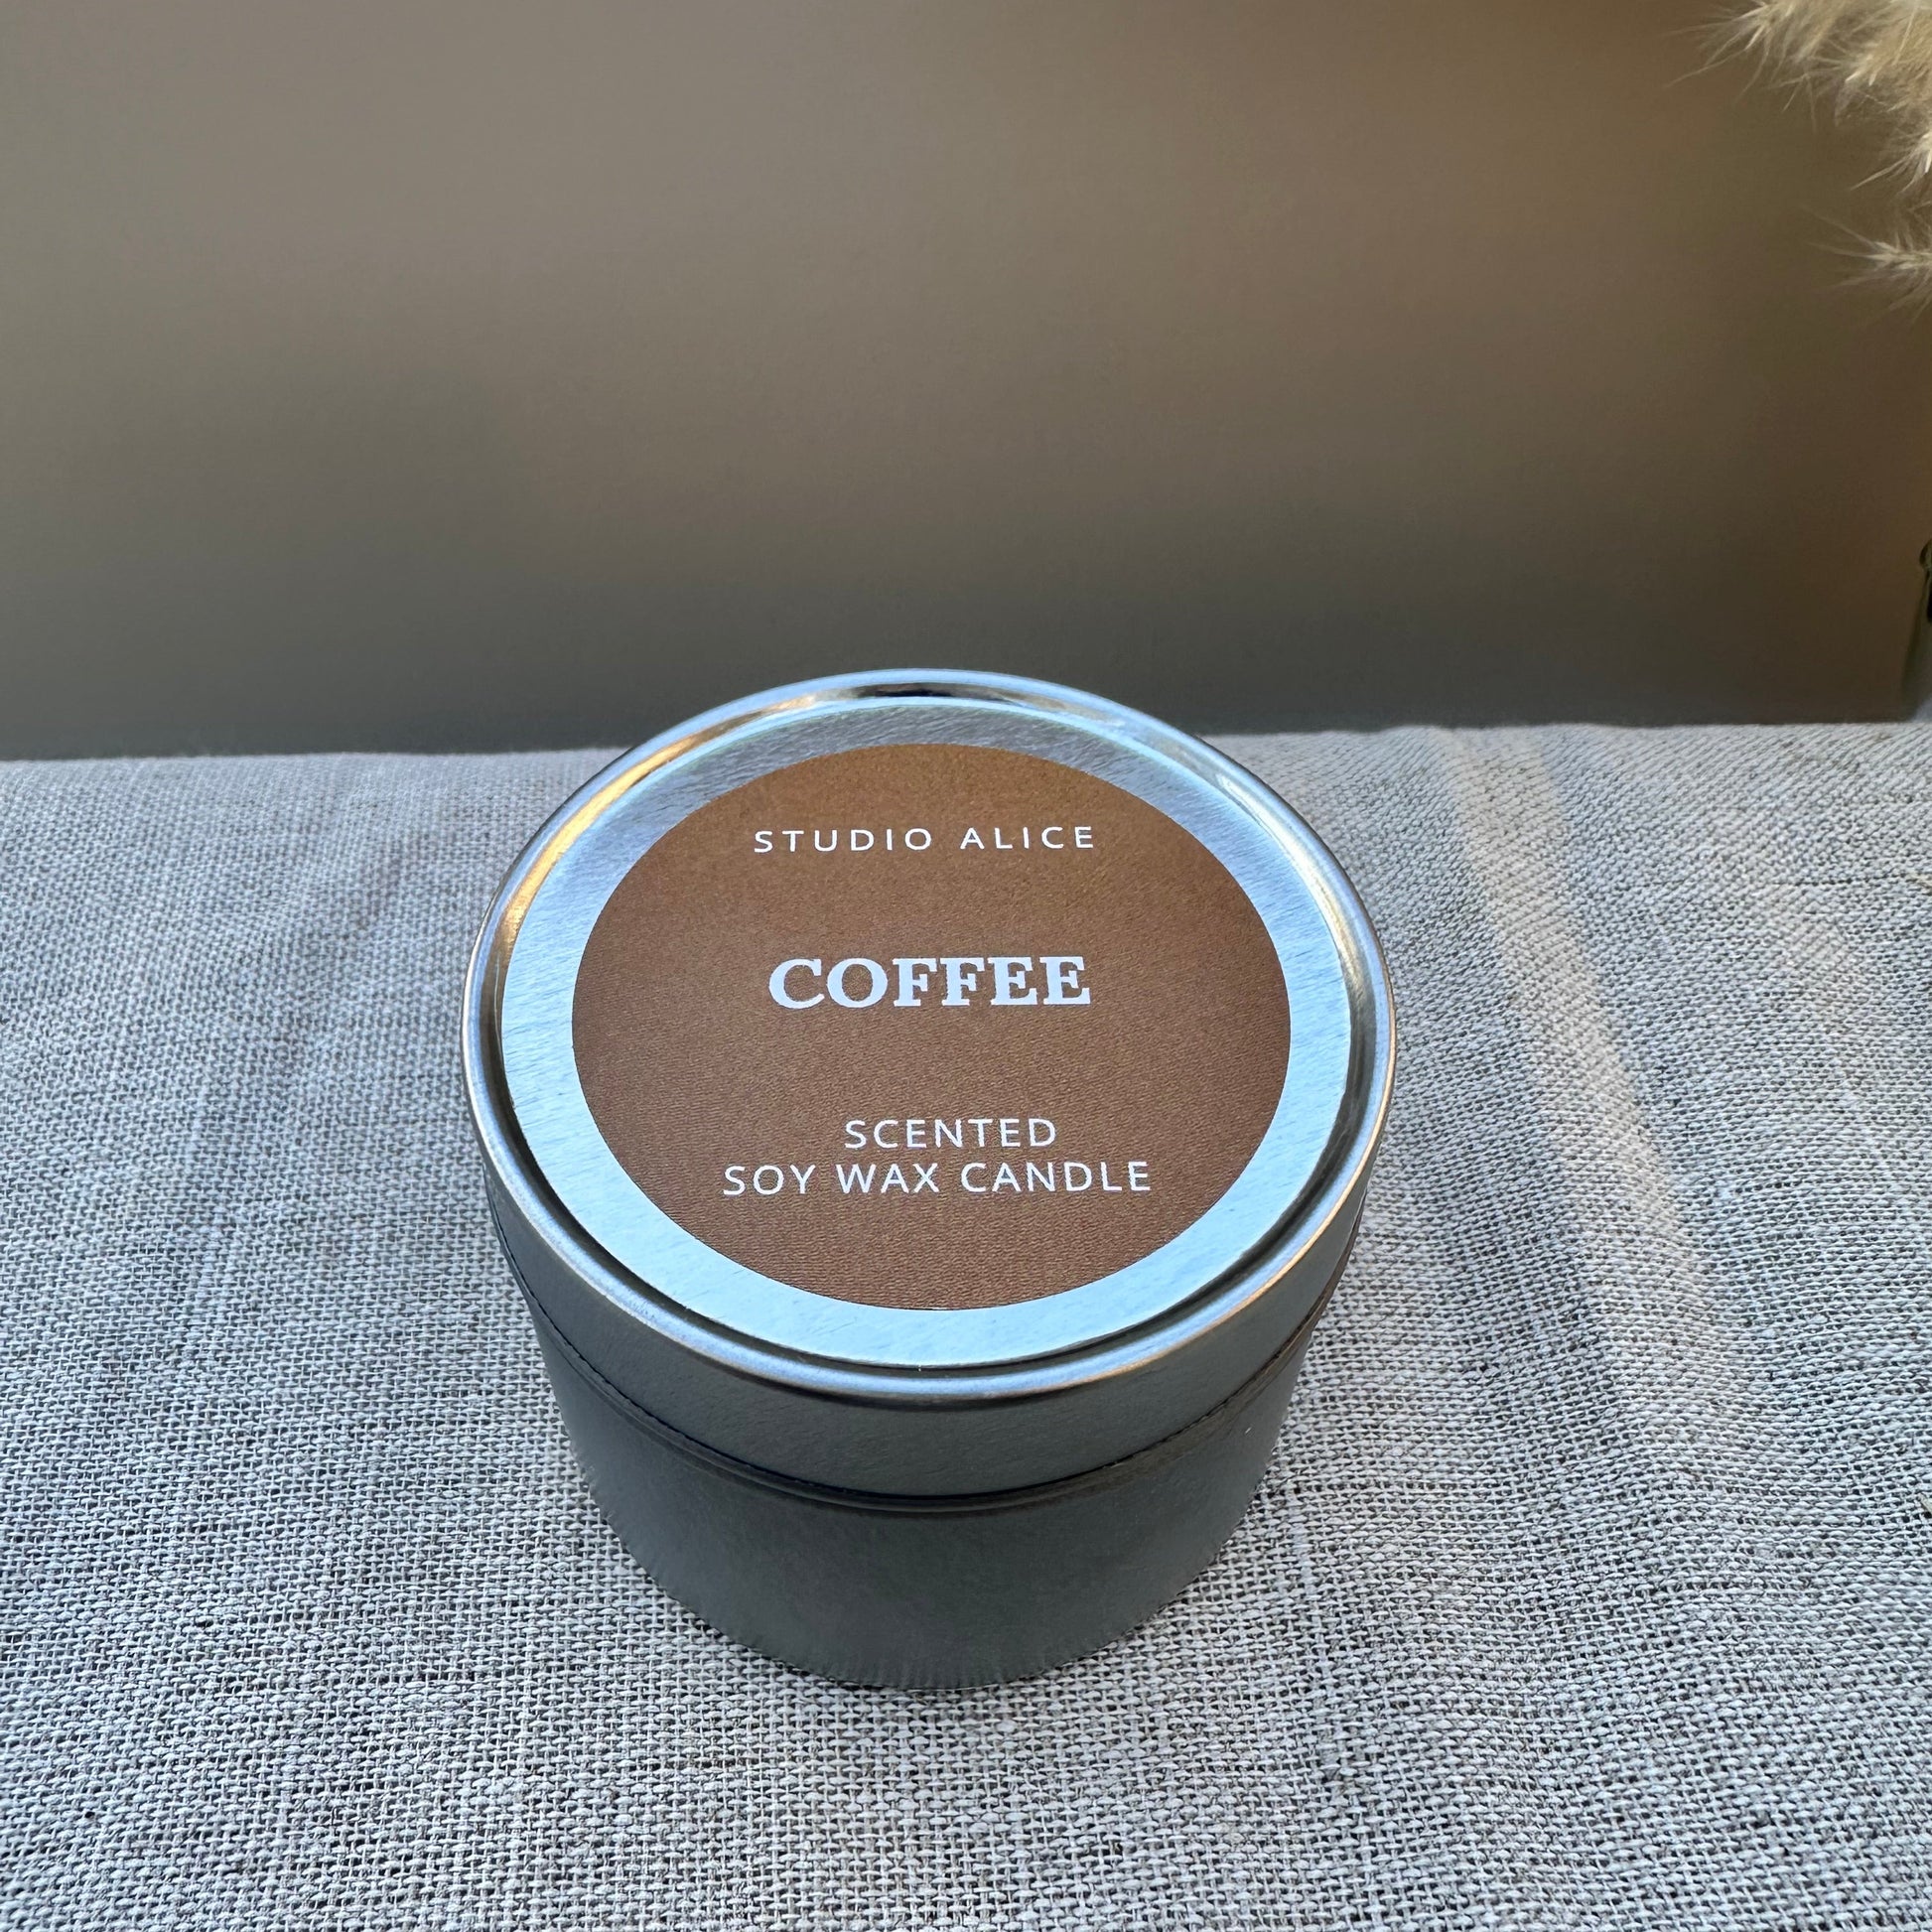 STUDIO ALICE
COFFEE
SCENTED
SOY WAX CANDLE